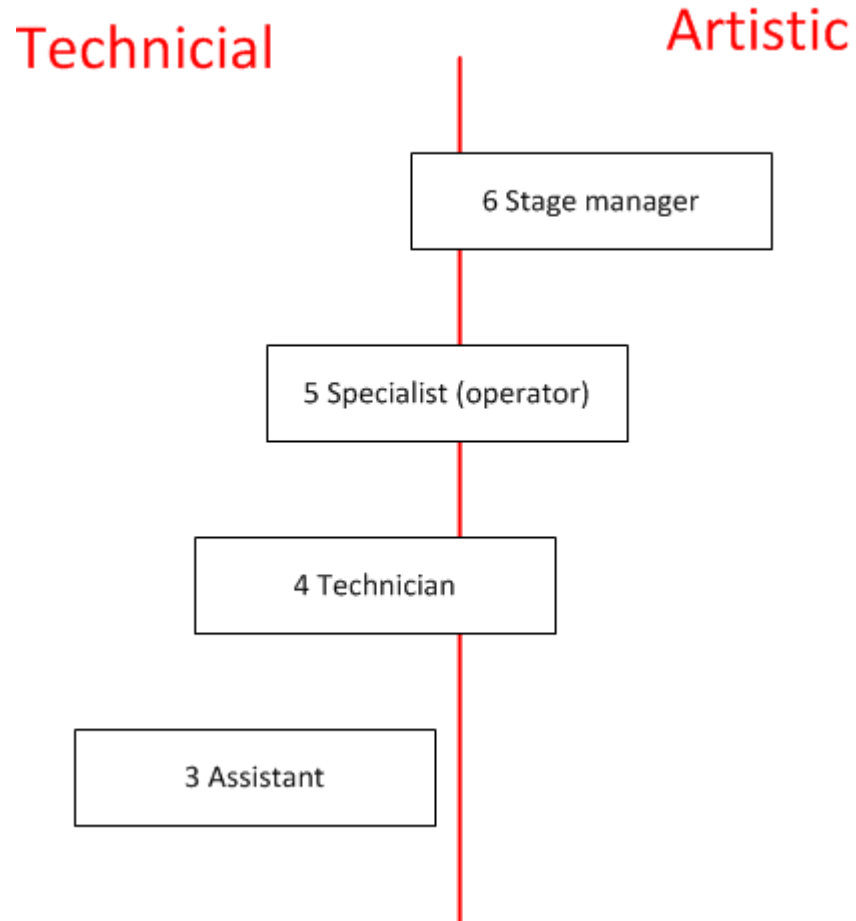 Technicial
Artistic
6 Stage manager
5 Specialist (operator)
4 Technician
3 Assistant